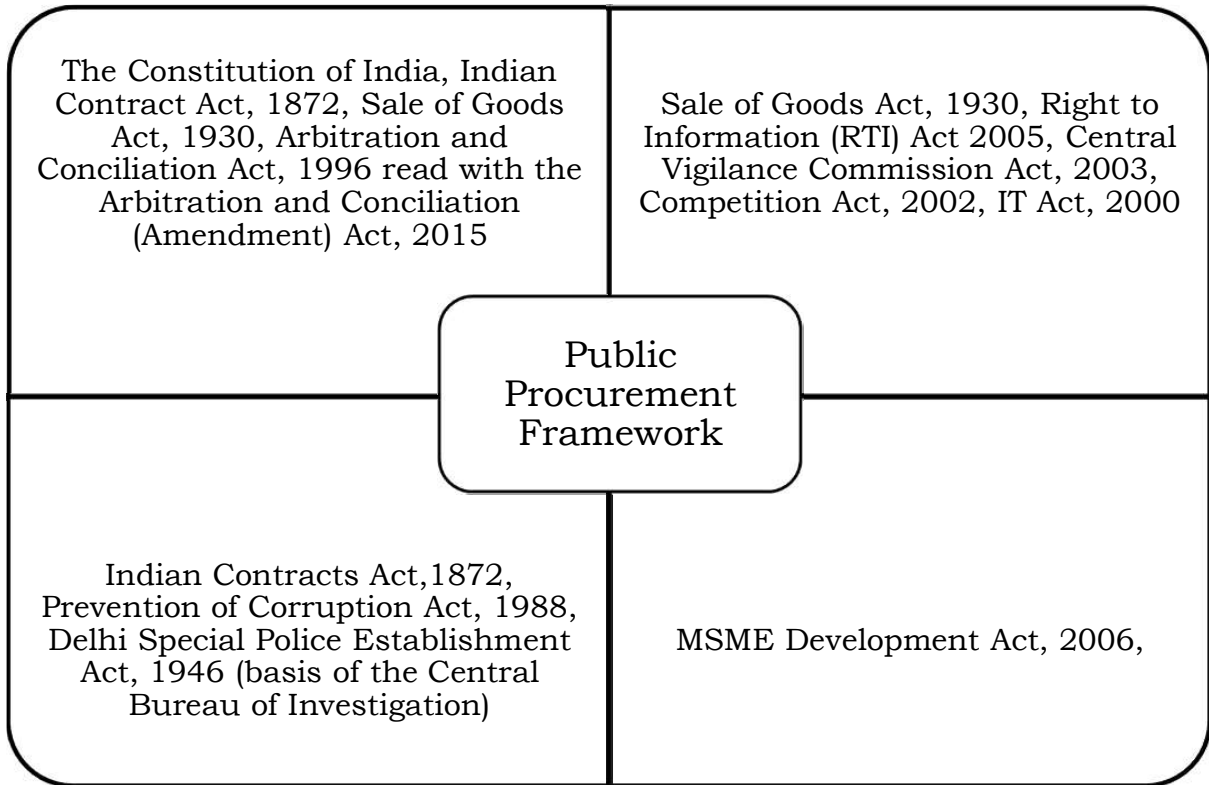 The Constitution of India, Indian
Contract Act, 1872, Sale of Goods
Act, 1930, Arbitration and
Conciliation Act, 1996 read with the
Arbitration and Conciliation
(Amendment) Act, 2015
Sale of Goods Act, 1930, Right to
Information (RTI) Act 2005, Central
Vigilance Commission Act, 2003,
Competition Act, 2002, IT Act, 2000
Public
Procurement
Framework
Indian Contracts Act,1872,
Prevention of Corruption Act, 1988,
Delhi Special Police Establishment
Act, 1946 (basis of the Central
Bureau of Investigation)
MSME Development Act, 2006,